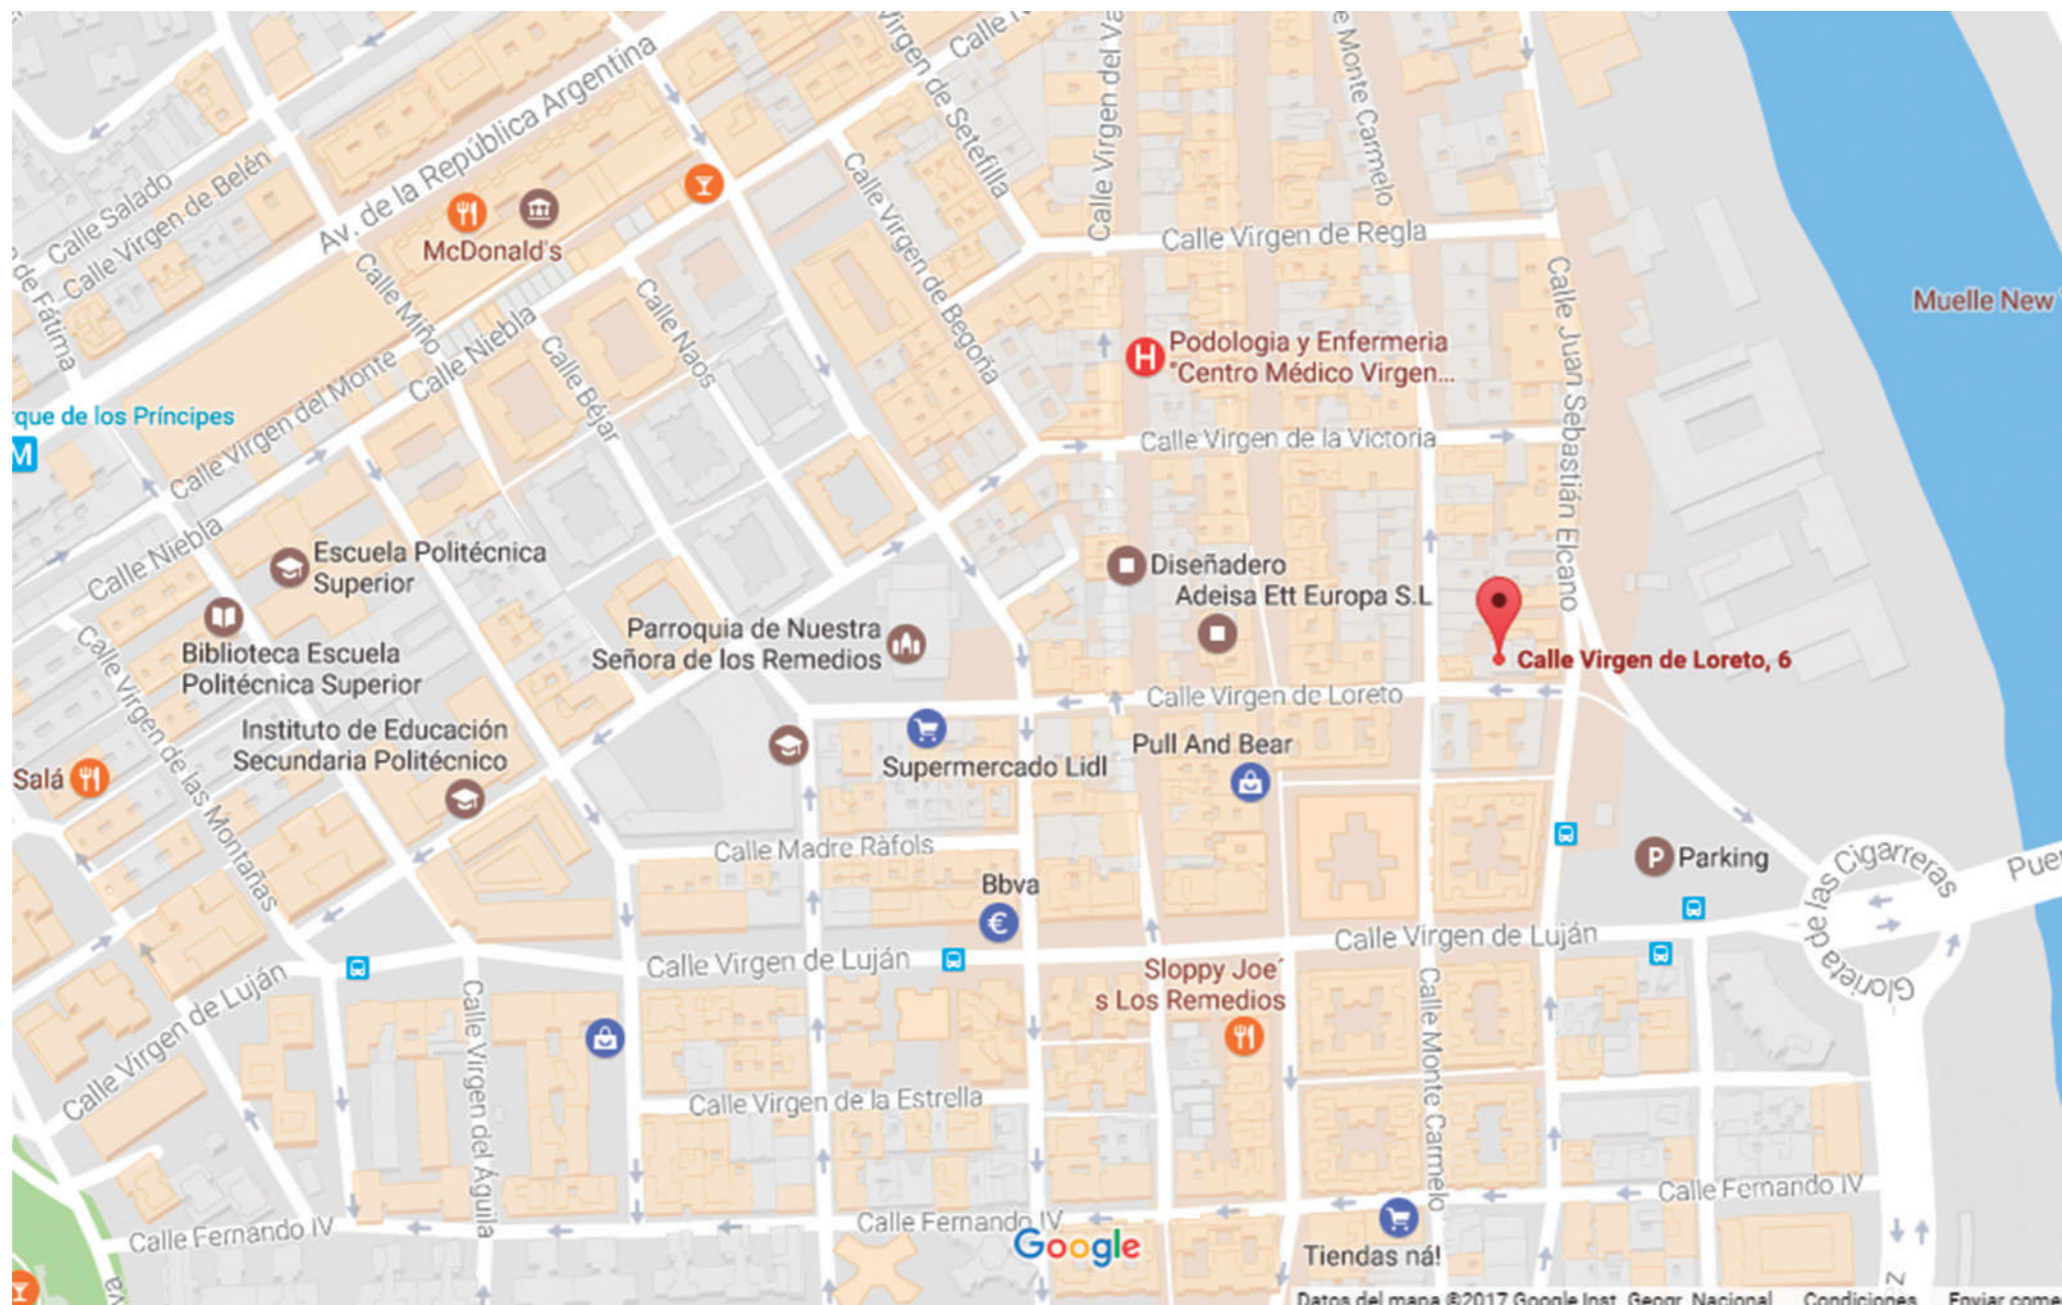 Calle Salado
Calle Virgen de Belén
de Fátima
Av. de la República Argentina
McDonald's
Virgen de Setefilla
Calle Virgen del Va
e Monte Carmelo
Calle Virgen de Begoña
Calle Virgen de Regla
Calle Juan Sebastián Elcano
Muelle New
Calle Miño
Calle Niebla
Calle Naos
Calle Béjar
Calle Virgen del Monte
rque de los Príncipes
M
Podologia y Enfermeria
"Centro Médico Virgen...
Calle Virgen de la Victoria
Calle Niebla
Escuela Politécnica
Superior
Biblioteca Escuela
Politécnica Superior
Parroquia de Nuestra
Señora de los Remedios
Diseñadero
Adeisa Ett Europa S.L
Calle Virgen de Loreto, 6
Calle Virgen de Loreto
Calle Virgen de las Montañas
Instituto de Educación
Secundaria Politécnico
Salá
Supermercado Lidl
Pull And Bear
Calle Madre Ràfols
Bbva
P
Parking
Glorieta de las Cigarreras
Puer
Calle Virgen de Luján
Calle Virgen de Luján
Calle Virgen de Luján
Sloppy Joe´
s Los Remedios
Calle Monte Carmelo
Calle Virgen del Águila
Calle Virgen de la Estrella
Calle Fernando IV
Calle Fernando IV
Calle Fernando IV
Google
Tiendas ná!
Datos del mapa ©2017 Google Inst. Geogr. Nacional
Condiciones
Enviar come